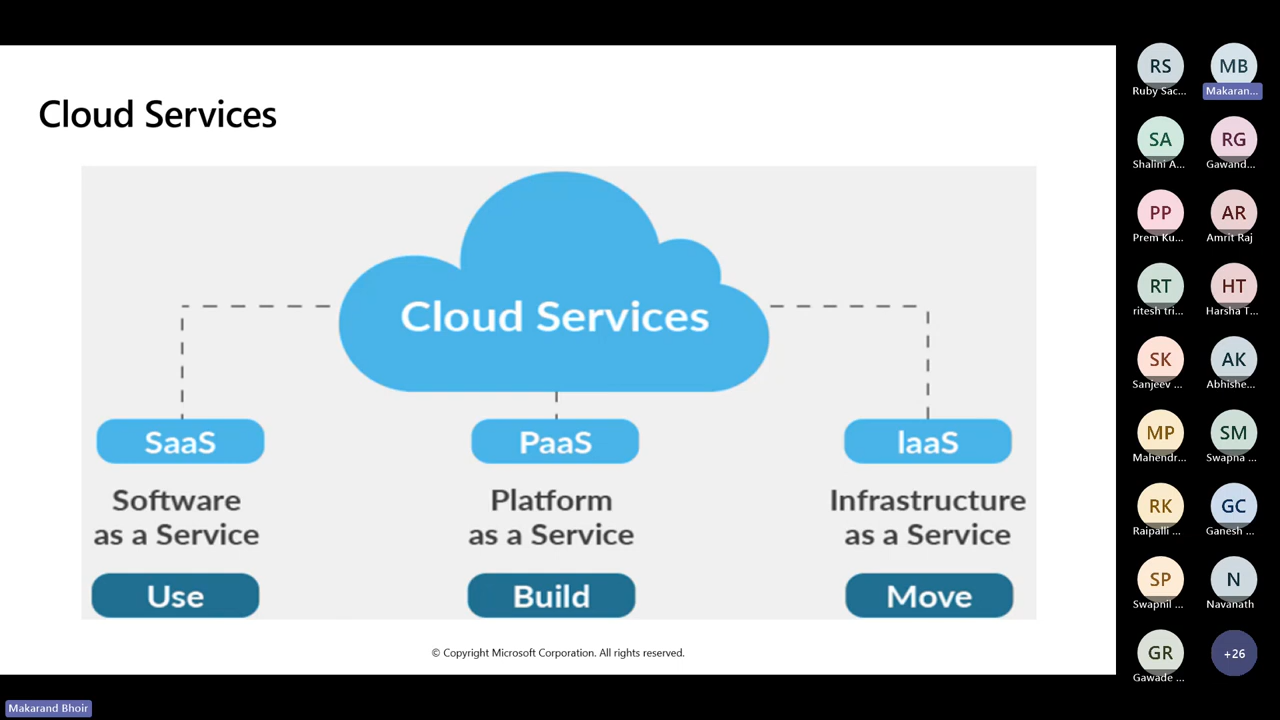 Cloud Services
Cloud Services
SaaS
PaaS
IaaS
Software
as a Service
Platform
as a Service
Infrastructure
as a Service
Use
Build
Move
© Copyright Microsoft Corporation. All rights reserved.
RS
Ruby Sac...
MB
Makaran...
SA
Shalini A...
RG
Gawand...
PP
Prem Ku...
AR
Amrit Raj
RT
ritesh tri...
HT
Harsha T...
SK
Sanjeev ...
AK
Abhishe...
MP
Mahendr...
SM
Swapna ...
RK
Raipalli ...
GC
Ganesh ...
SP
Swapnil ...
N
Navanath
GR
Gawade ...
+26
Makarand Bhoir